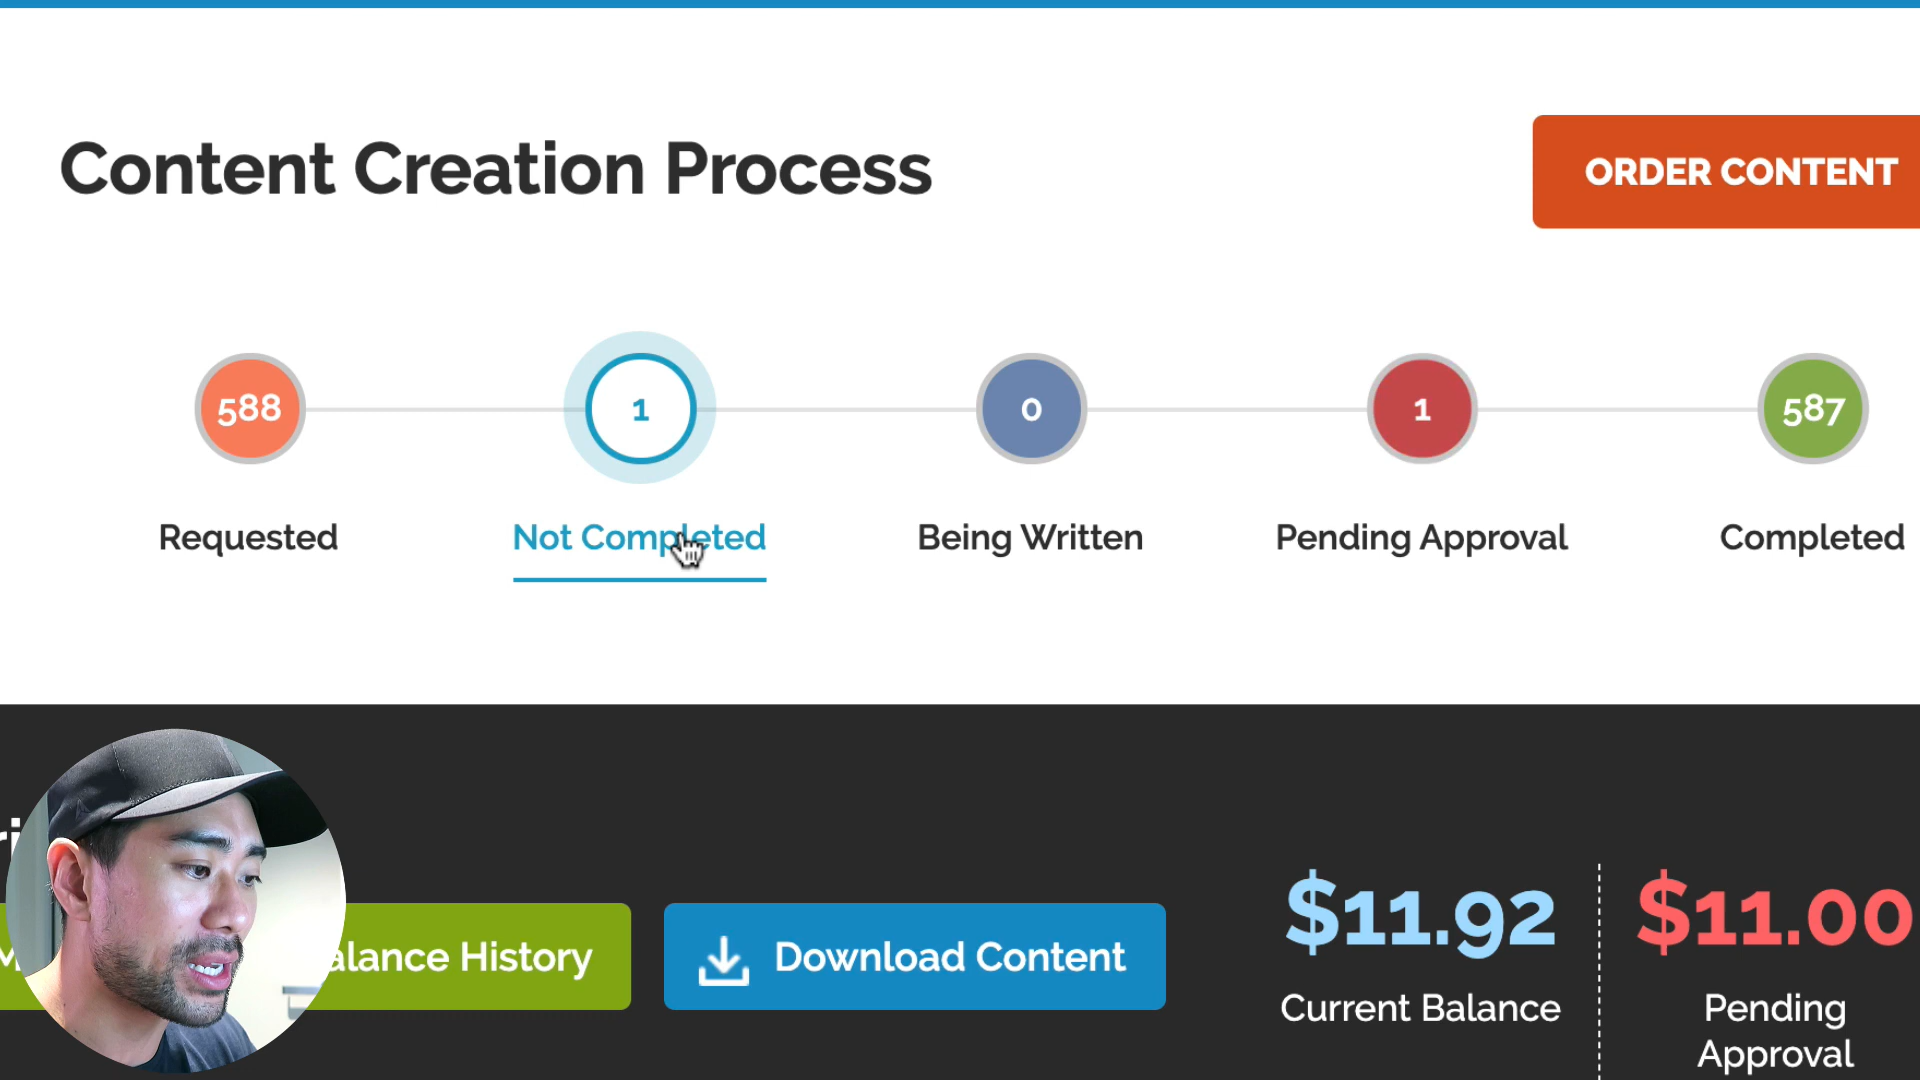 Content Creation Process
ORDER CONTENT
588
1
0
1
587
Requested
Not Completed
Being Written
Pending Approval
Completed
alance History
Download Content
$11.92
$11.00
Current Balance
Pending
Approval